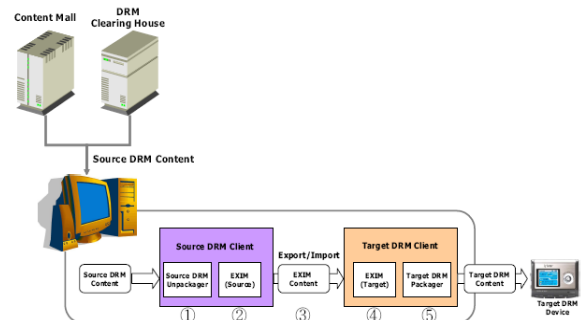 Content Mall
DRM
Clearing House
Source DRM Content
Source DRM Client
Export/Import
Target DRM Client
Source DRM
Content
Source DRM
Unpackager
EXIM
(Source)
EXIM
Content
EXIM
(Target)
Target DRM
Packager
Target DRM
Content
① ② ③ ④ ⑤
Target DRM
Device